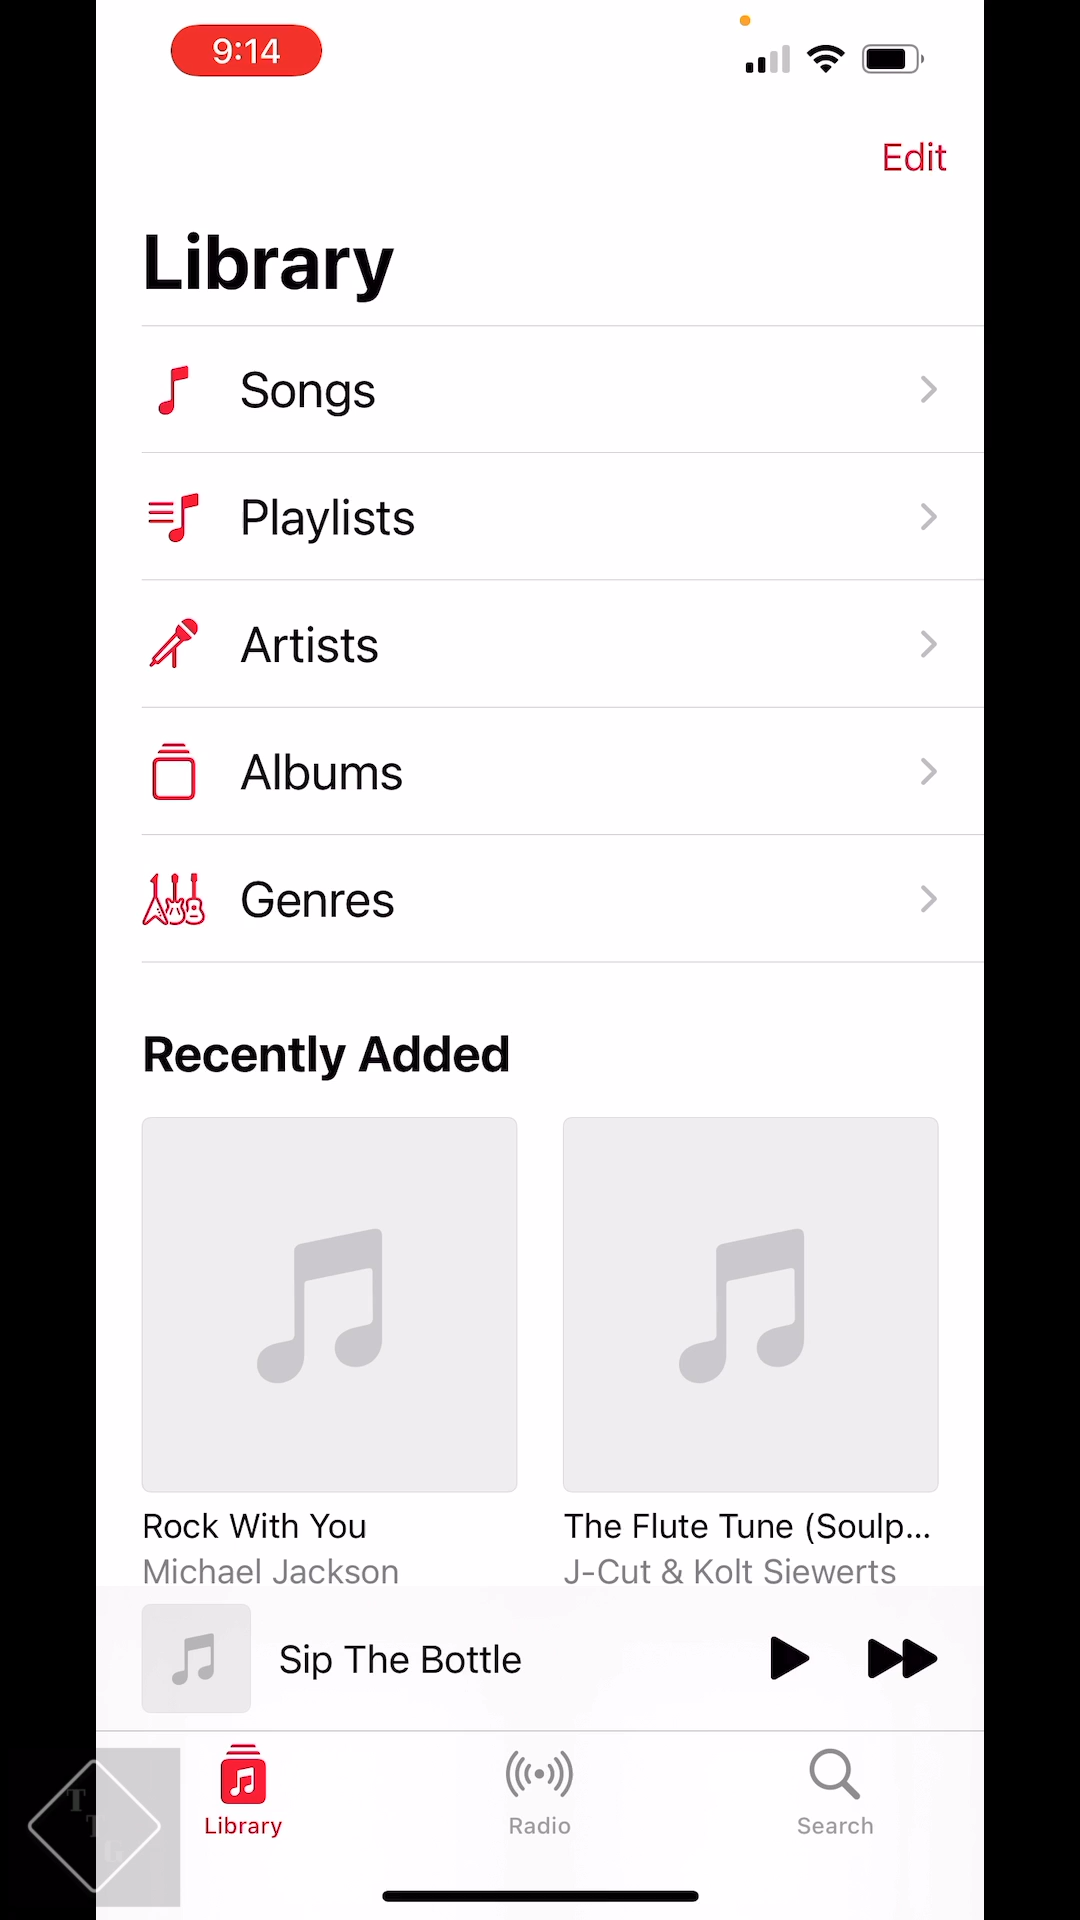 9:14
Edit
Library
Songs
Playlists
Artists
Albums
Genres
Recently Added
Rock With You
Michael Jackson
The Flute Tune (Soulp...
J-Cut & Kolt Siewerts
Sip The Bottle
Library
Radio
Search
T
T
G